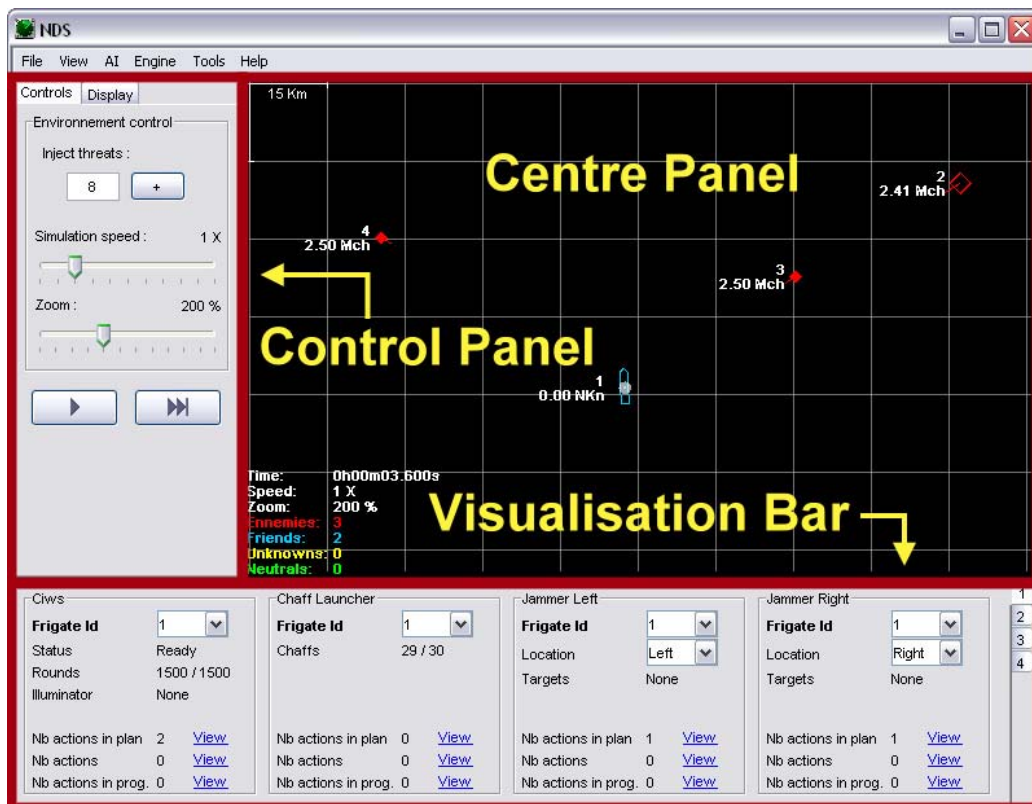 NDS
File View AI Engine Tools Help
Controls Display
Environnement control
Inject threats :
8 +
Simulation speed : 1 X
Zoom : 200 %
15 Km
Centre Panel
2
2.41 Mch
4
2.50 Mch
3
2.50 Mch
Control Panel
1
0.00 NKn
Time: 0h00m03.600s
Speed: 1 X
Zoom: 200 %
Ennemies: 3
Friends: 2
Unknowns: 0
Neutrals: 0
Visualisation Bar
Ciws
Frigate Id 1
Status Ready
Rounds 1500 / 1500
Illuminator None
Nb actions in plan 2 View
Nb actions 0 View
Nb actions in prog. 0 View
Chaff Launcher
Frigate Id 1
Chaffs 29 / 30
Nb actions in plan 0 View
Nb actions 0 View
Nb actions in prog. 0 View
Jammer Left
Frigate Id 1
Location Left
Targets None
Nb actions in plan 1 View
Nb actions 0 View
Nb actions in prog. 0 View
Jammer Right
Frigate Id 1
Location Right
Targets None
Nb actions in plan 1 View
Nb actions 0 View
Nb actions in prog. 0 View
1
2
3
4